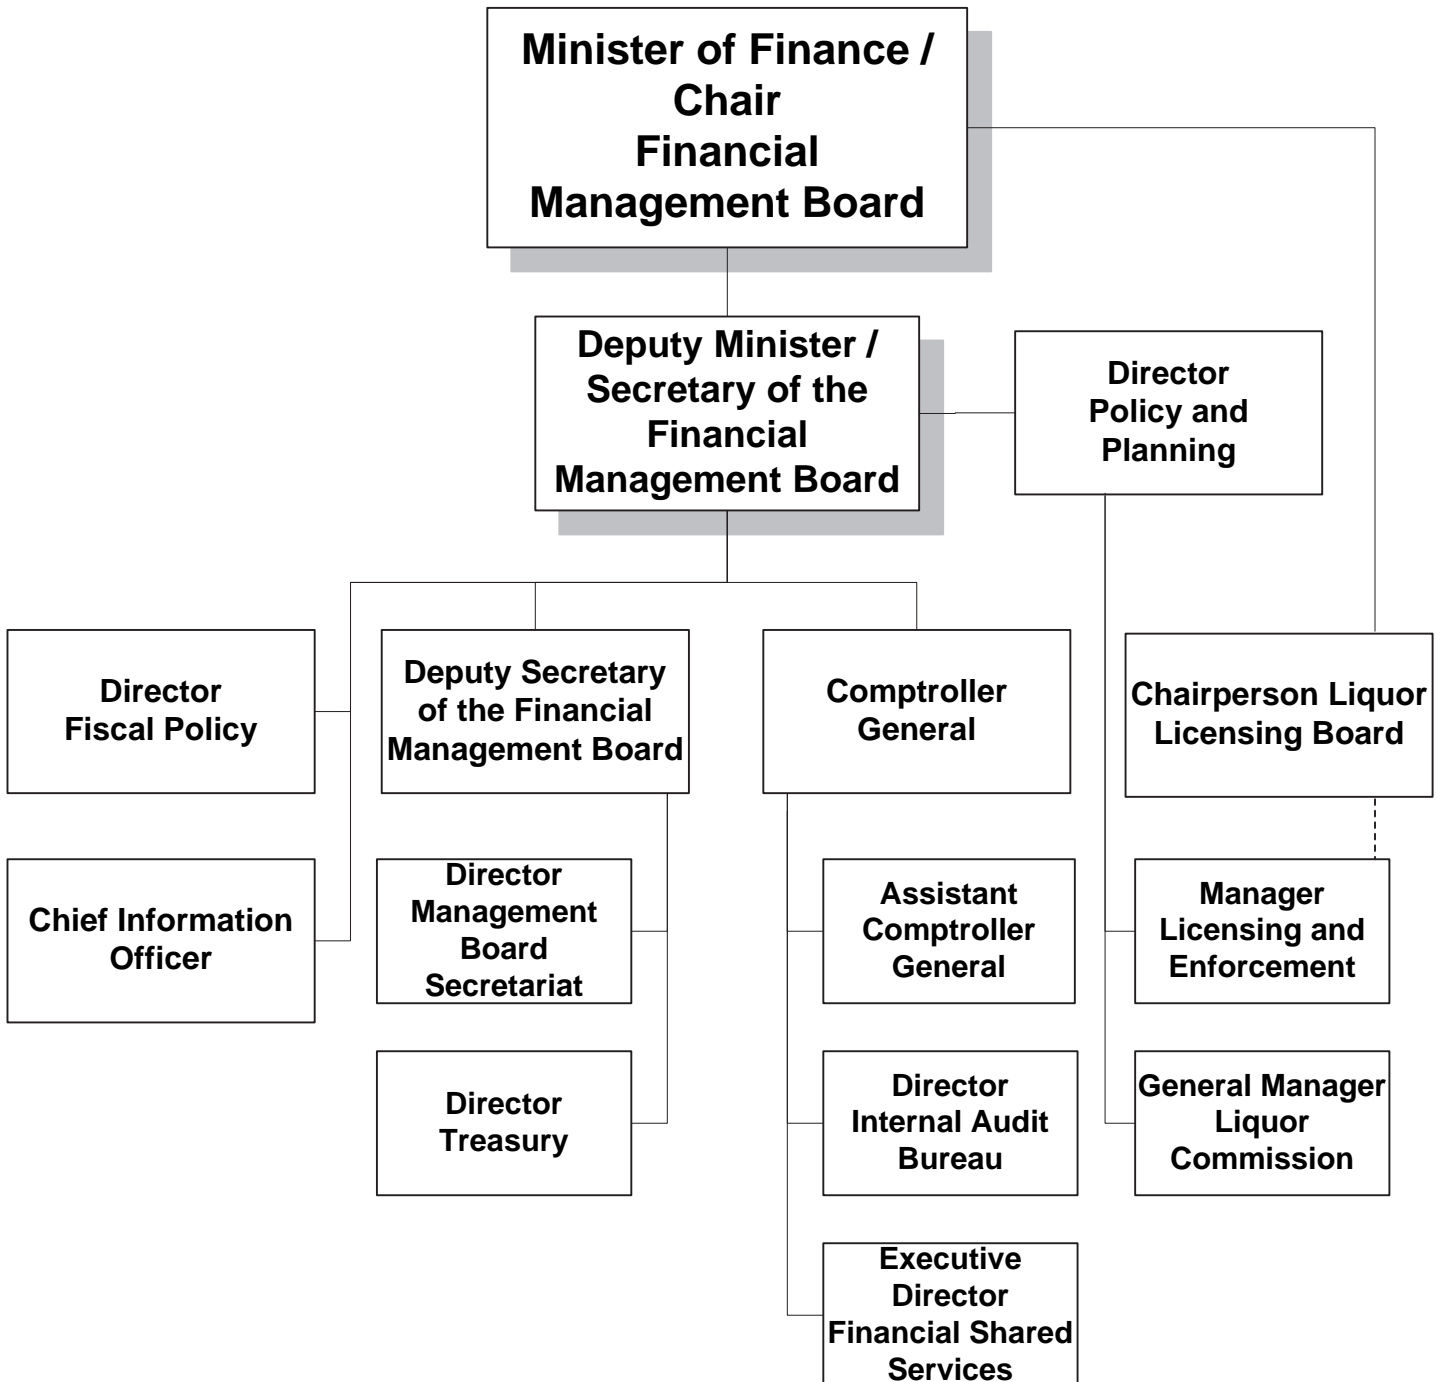 Minister of Finance /
Chair
Financial
Management Board
Deputy Minister /
Secretary of the
Financial
Management Board
Director
Policy and
Planning
Director
Fiscal Policy
Deputy Secretary
of the Financial
Management Board
Comptroller
General
Chairperson Liquor
Licensing Board
Chief Information
Officer
Director
Management
Board
Secretariat
Assistant
Comptroller
General
Manager
Licensing and
Enforcement
Director
Treasury
Director
Internal Audit
Bureau
General Manager
Liquor
Commission
Executive
Director
Financial Shared
Services